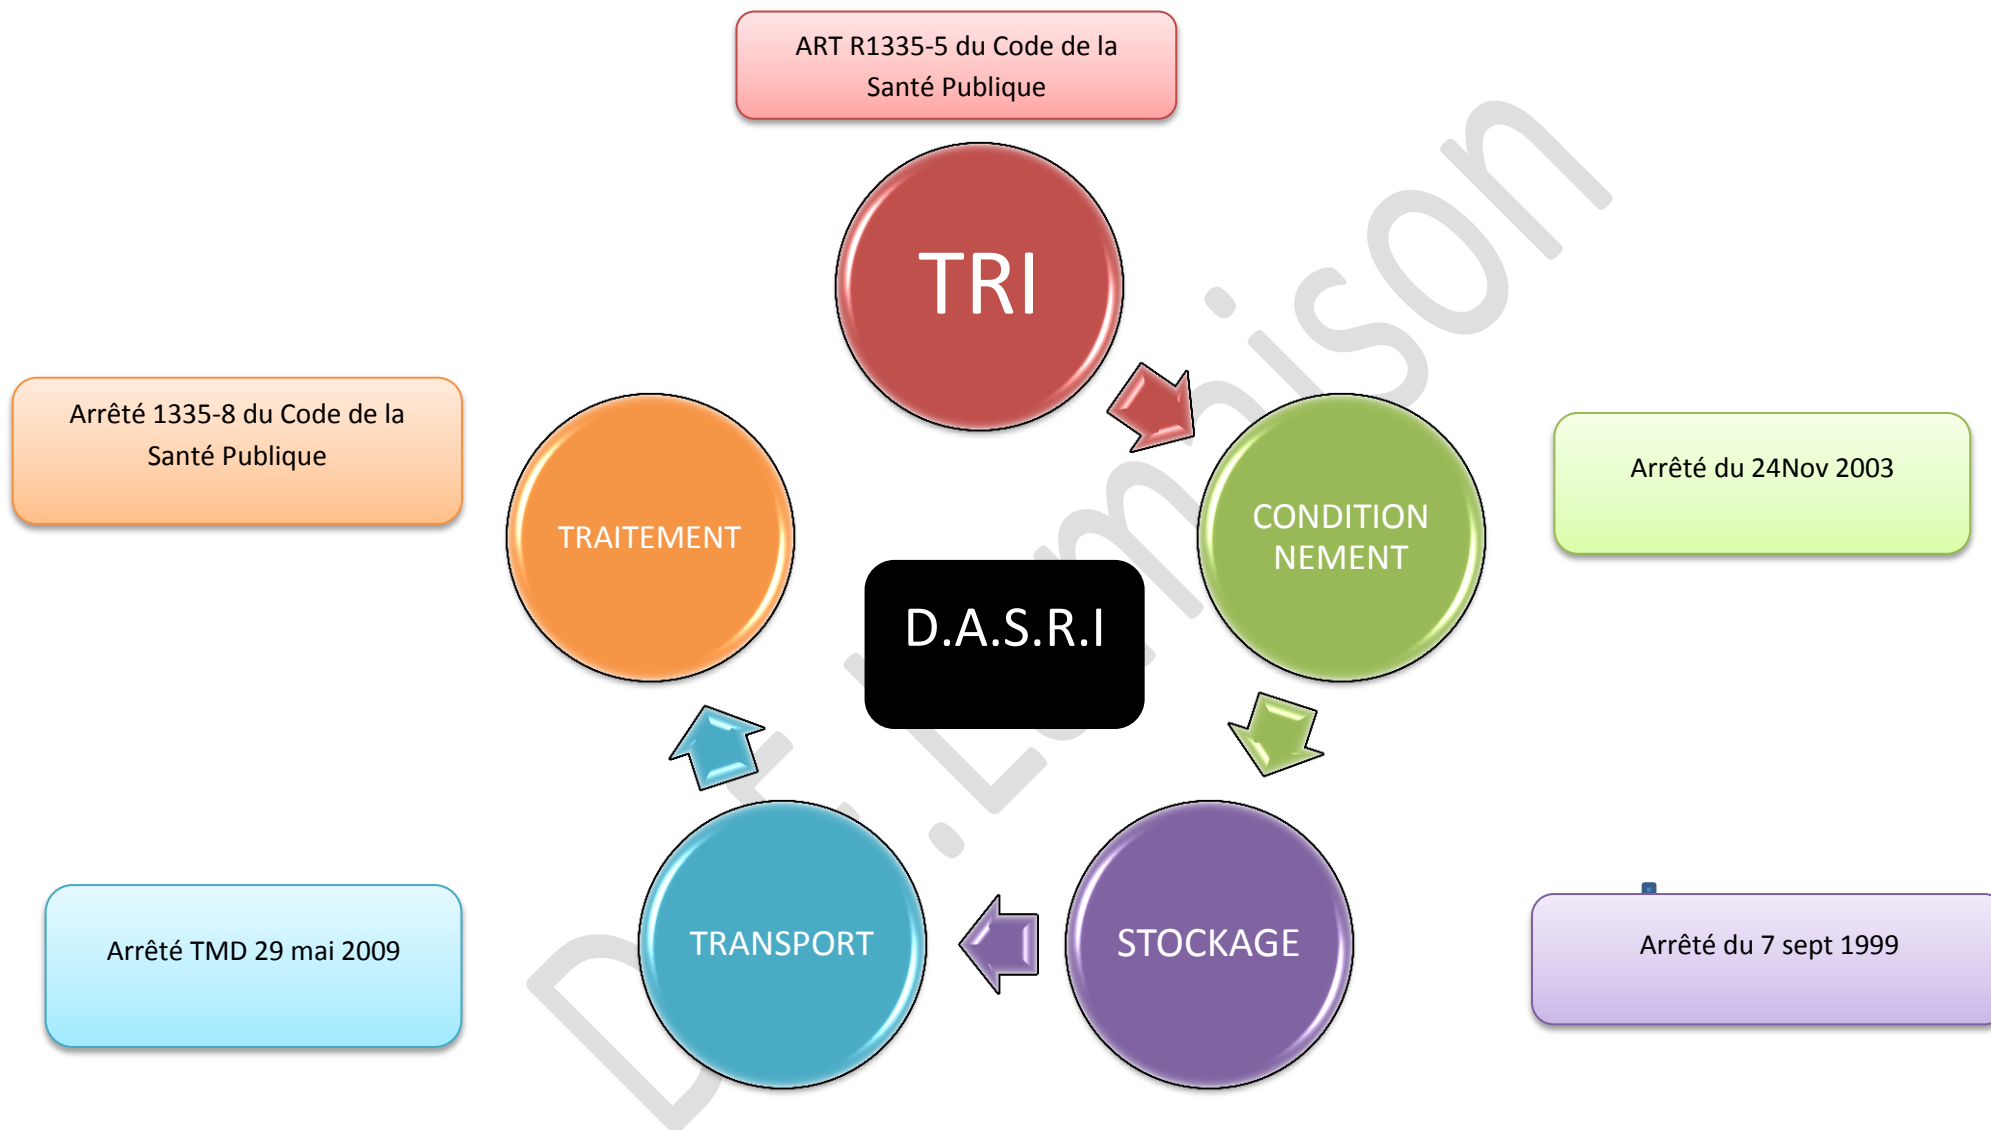 ART R1335-5 du Code de la
Santé Publique
TRI
Arrêté 1335-8 du Code de la
Santé Publique
TRAITEMENT
CONDITION
NEMENT
Arrêté du 24Nov 2003
D.A.S.R.I
Arrêté TMD 29 mai 2009
TRANSPORT
STOCKAGE
Arrêté du 7 sept 1999